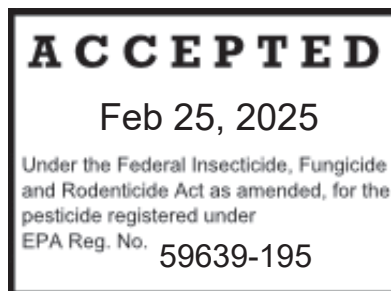 ACCEPTED
Feb 25, 2025
Under the Federal Insecticide, Fungicide
and Rodenticide Act as amended, for the
pesticide registered under
EPA Reg. No. 59639-195